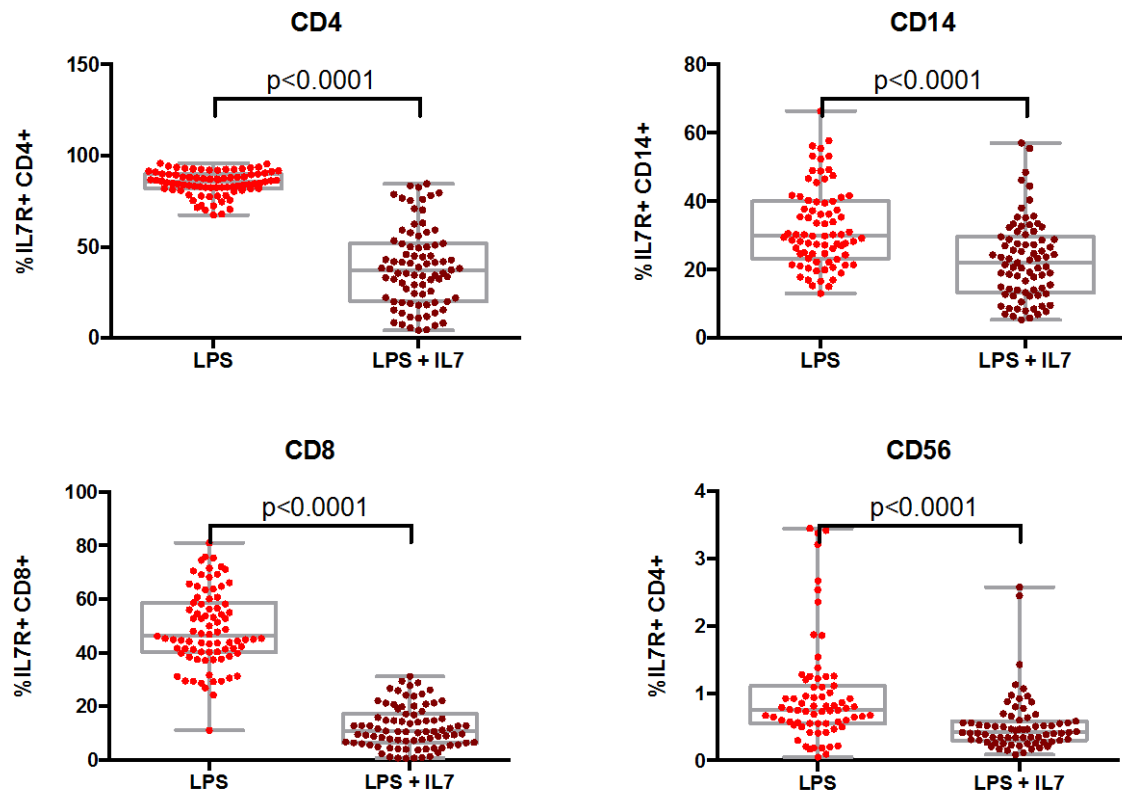 CD4
150
100
50
0
%IL7R+ CD4+
p<0.0001
LPS
LPS + IL7
CD14
80
60
40
20
0
%IL7R+ CD14+
p<0.0001
LPS
LPS + IL7
CD8
100
80
60
40
20
0
%IL7R+ CD8+
p<0.0001
LPS
LPS + IL7
CD56
4
3
2
1
0
%IL7R+ CD4+
p<0.0001
LPS
LPS + IL7